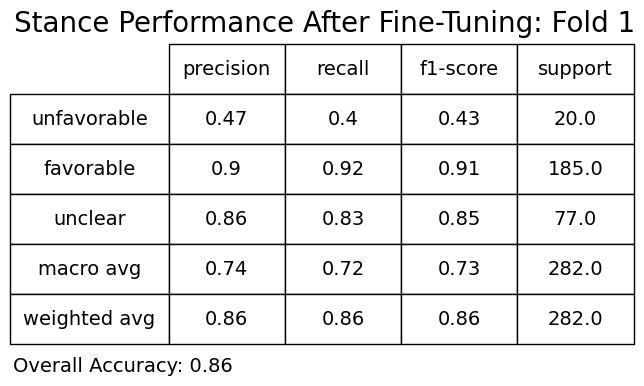 Stance Performance After Fine-Tuning: Fold 1
precision recall f1-score support
unfavorable 0.47 0.4 0.43 20.0
favorable 0.9 0.92 0.91 185.0
unclear 0.86 0.83 0.85 77.0
macro avg 0.74 0.72 0.73 282.0
weighted avg 0.86 0.86 0.86 282.0
Overall Accuracy: 0.86